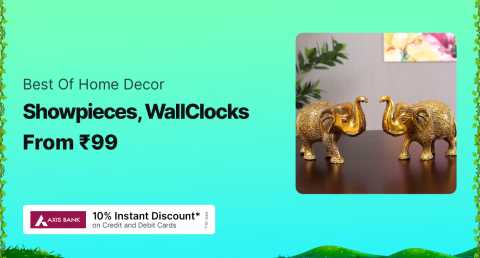 Best Of Home Decor
Showpieces, WallClocks
From ₹99
AXIS BANK
10% Instant Discount*
on Credit and Debit Cards